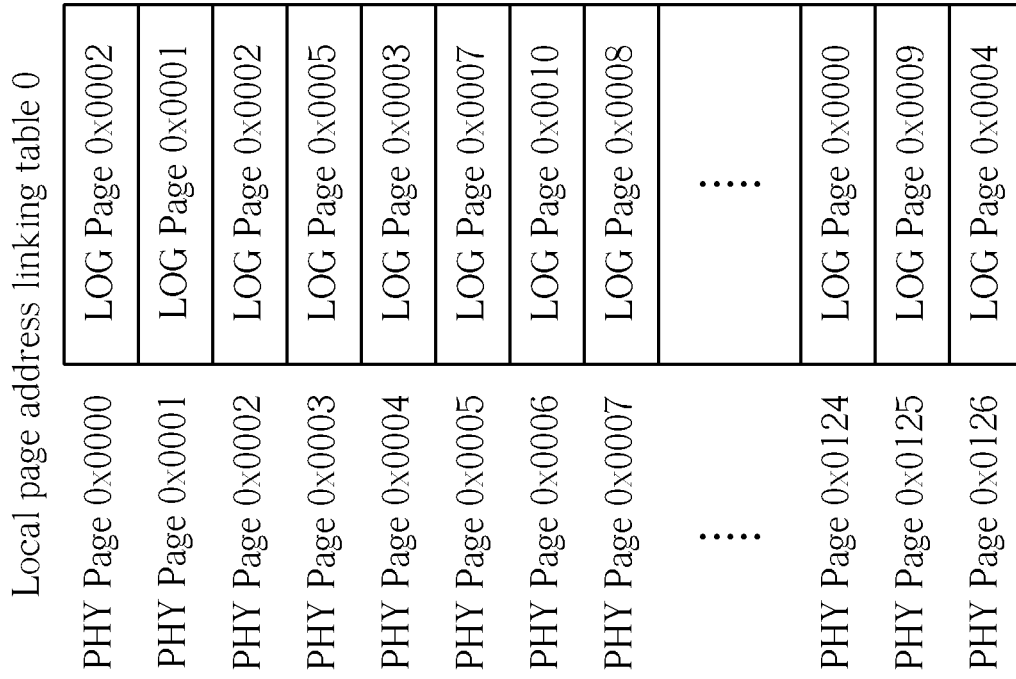 Local page address linking table 0
PHY Page 0x0000 LOG Page 0x0002
PHY Page 0x0001 LOG Page 0x0001
PHY Page 0x0002 LOG Page 0x0002
PHY Page 0x0003 LOG Page 0x0005
PHY Page 0x0004 LOG Page 0x0003
PHY Page 0x0005 LOG Page 0x0007
PHY Page 0x0006 LOG Page 0x0010
PHY Page 0x0007 LOG Page 0x0008
..... .....
PHY Page 0x0124 LOG Page 0x0000
PHY Page 0x0125 LOG Page 0x0009
PHY Page 0x0126 LOG Page 0x0004